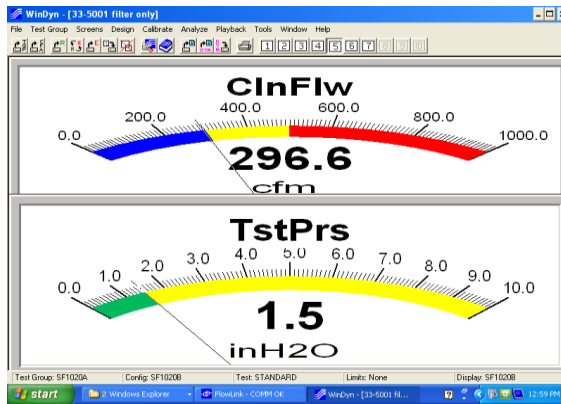 WinDyn - [33-5001 filter only]
File Test Group Screens Design Calibrate Analyze Playback Tools Window Help
1 2 3 4 5 6 7 8 9 10
ClnFlw
0.0 200.0 400.0 600.0 800.0 1000.0
296.6
cfm
TstPrs
0.0 1.0 2.0 3.0 4.0 5.0 6.0 7.0 8.0 9.0 10.0
1.5
inH2O
Test Group: SF1020A Config: SF1020B Test: STANDARD Limits: None Display: SF1020B
start 2 Windows Explorer FlowLink - COMM OK WinDyn - [33-5001 fil... 12:59 PM